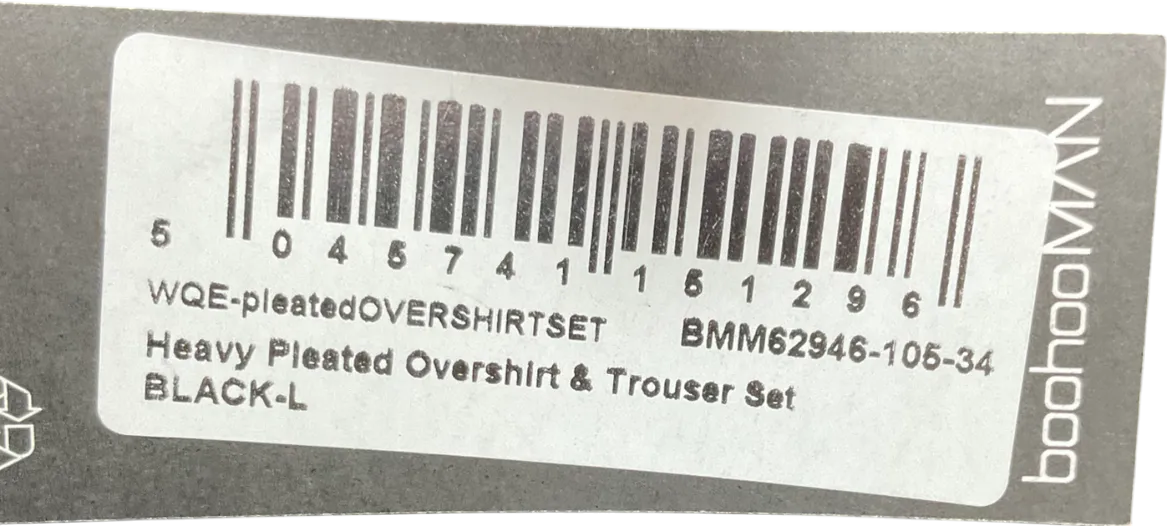 5 045741 151296
WQE-pleatedOVERSHIRTSET BMM62946-105-34
Heavy Pleated Overshirt & Trouser Set
BLACK-L
boohooMAN